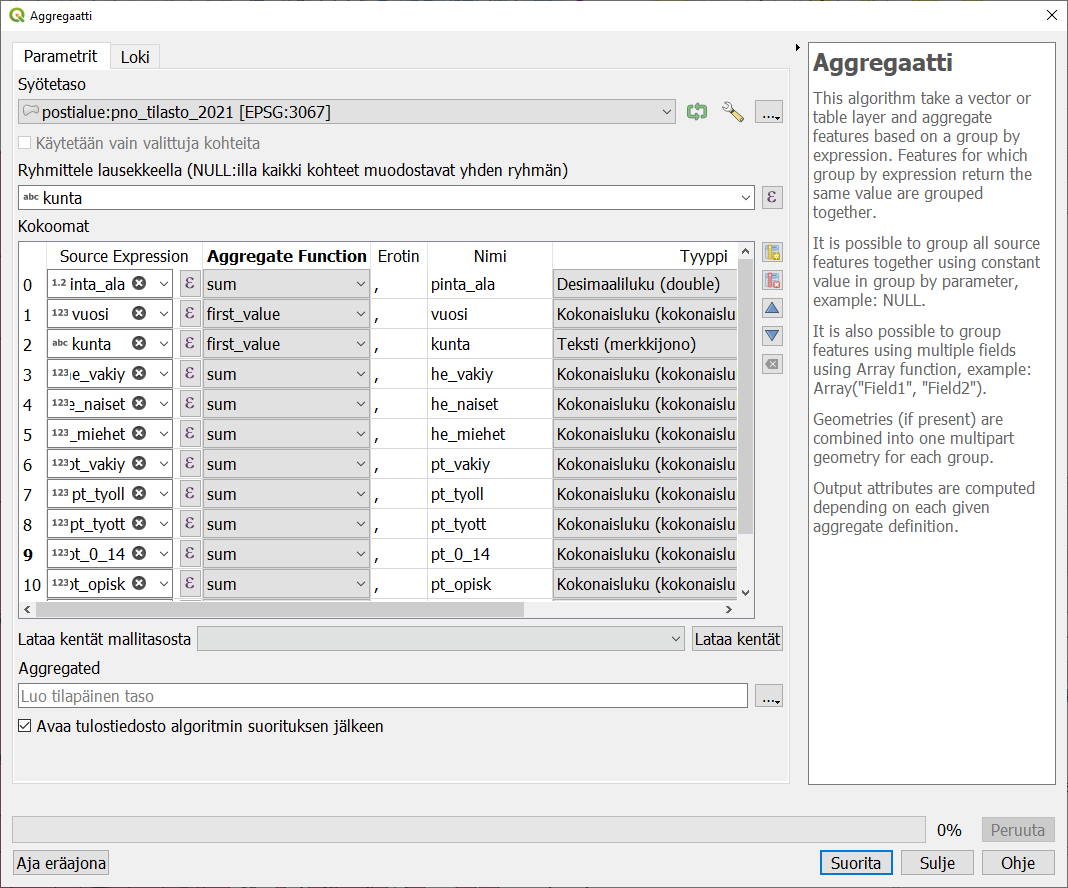 Aggregaatti
Parametrit
Loki
Syötetaso
postialue:pno_tilasto_2021 [EPSG:3067]
...
Käytetään vain valittuja kohteita
Ryhmittele lausekkeella (NULL:illa kaikki kohteet muodostavat yhden ryhmän)
abc kunta
ε
Kokoomat
Source Expression Aggregate Function Erotin Nimi Tyyppi
0 1.2 inta_ala ε sum , pinta_ala Desimaaliluku (double)
1 123 vuosi ε first_value , vuosi Kokonaisluku (kokonaislu
2 abc kunta ε first_value , kunta Teksti (merkkijono)
3 123 he_vakiy ε sum , he_vakiy Kokonaisluku (kokonaislu
4 123 e_naiset ε sum , he_naiset Kokonaisluku (kokonaislu
5 123 _miehet ε sum , he_miehet Kokonaisluku (kokonaislu
6 123 pt_vakiy ε sum , pt_vakiy Kokonaisluku (kokonaislu
7 123 pt_tyoll ε sum , pt_tyoll Kokonaisluku (kokonaislu
8 123 pt_tyott ε sum , pt_tyott Kokonaisluku (kokonaislu
9 123 pt_0_14 ε sum , pt_0_14 Kokonaisluku (kokonaislu
10 123 pt_opisk ε sum , pt_opisk Kokonaisluku (kokonaislu
Lataa kentät mallitasosta
Lataa kentät
Aggregated
Luo tilapäinen taso
...
Avaa tulostiedosto algoritmin suorituksen jälkeen
Aggregaatti
This algorithm take a vector or
table layer and aggregate
features based on a group by
expression. Features for which
group by expression return the
same value are grouped
together.
It is possible to group all source
features together using constant
value in group by parameter,
example: NULL.
It is also possible to group
features using multiple fields
using Array function, example:
Array("Field1", "Field2").
Geometries (if present) are
combined into one multipart
geometry for each group.
Output attributes are computed
depending on each given
aggregate definition.
0%
Peruuta
Aja eräajona
Suorita
Sulje
Ohje